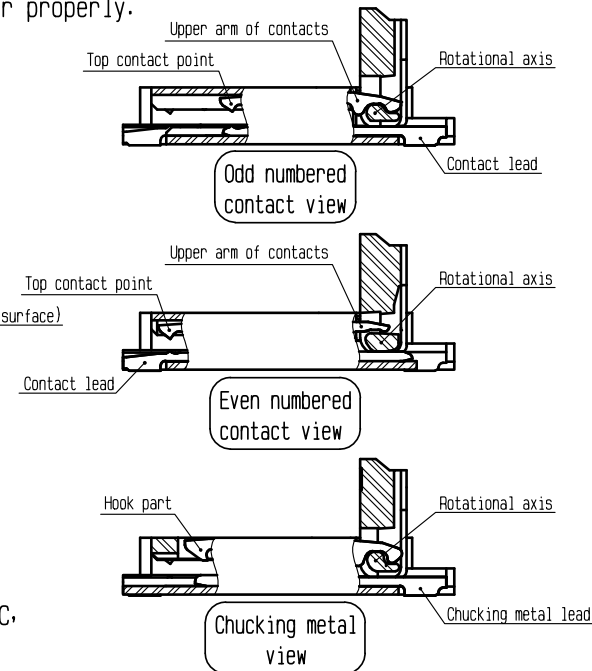 r properly.
Upper arm of contacts
Top contact point
Rotational axis
Contact lead
Odd numbered
contact view
Upper arm of contacts
Top contact point
Rotational axis
surface)
Contact lead
Even numbered
contact view
Hook part
Rotational axis
C,
Chucking metal lead
Chucking metal
view